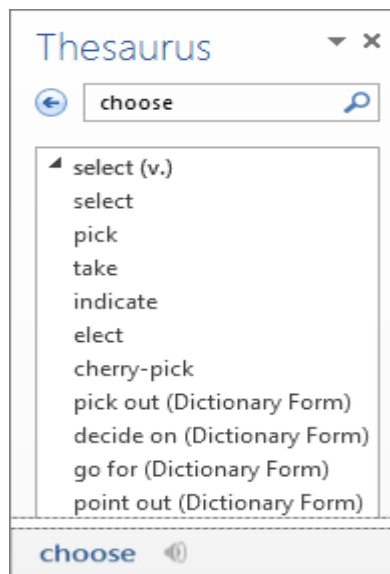 Thesaurus
choose
select (v.)
select
pick
take
indicate
elect
cherry-pick
pick out (Dictionary Form)
decide on (Dictionary Form)
go for (Dictionary Form)
point out (Dictionary Form)
choose